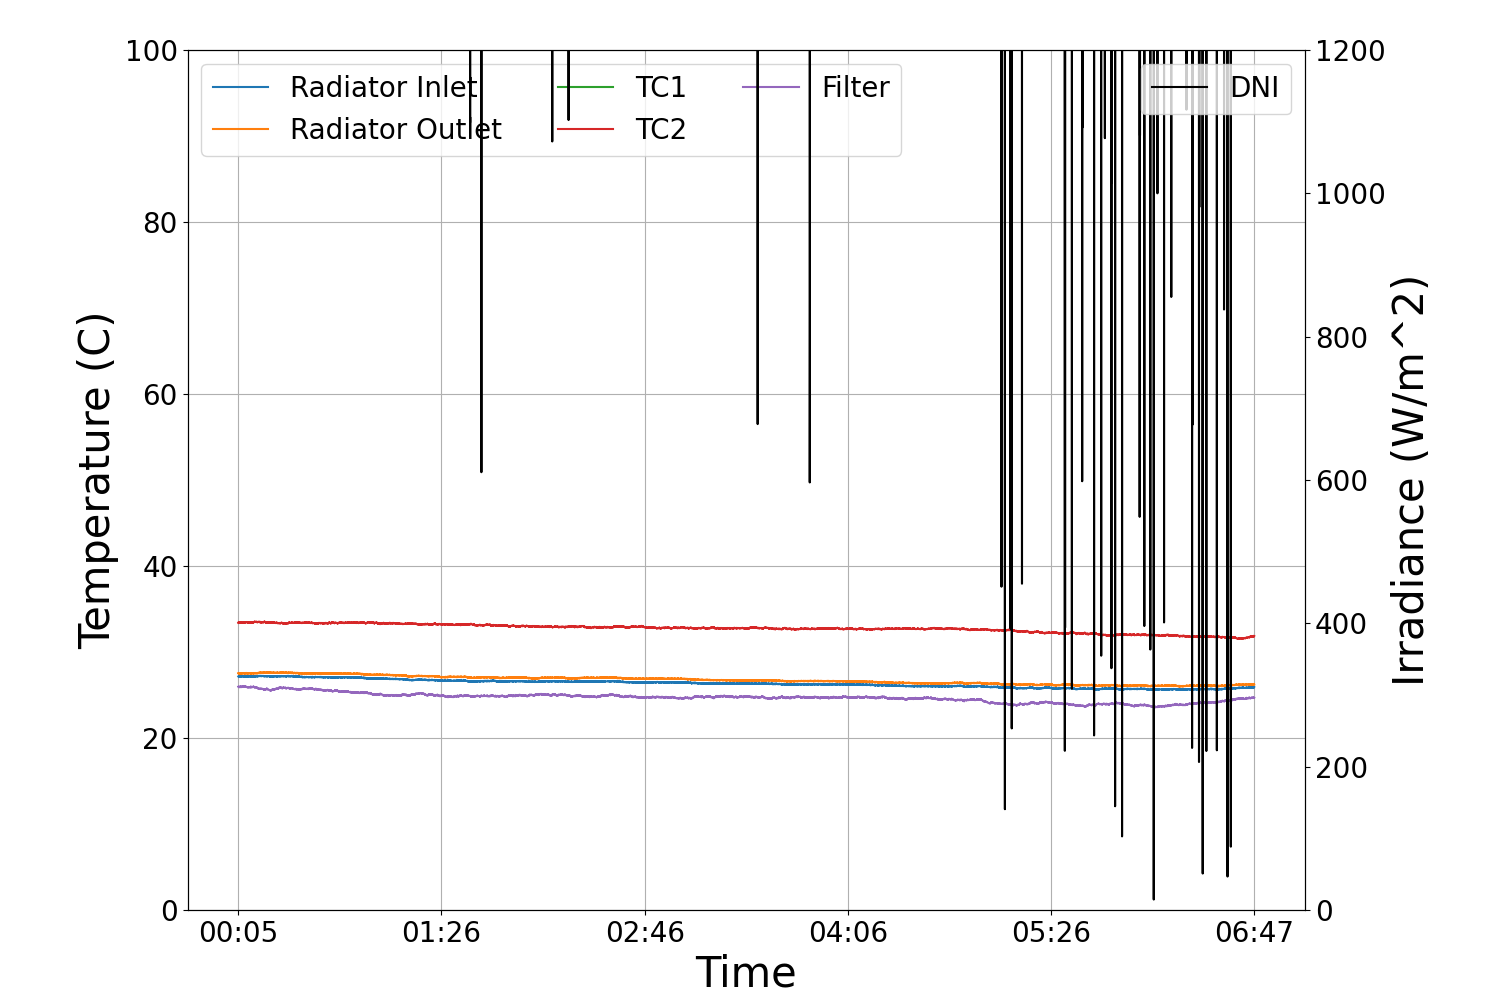 Radiator Inlet
Radiator Outlet
TC1
TC2
Filter
DNI
100
80
60
40
20
0
Temperature (C)
1200
1000
800
600
400
200
0
Irradiance (W/m^2)
00:05 01:26 02:46 04:06 05:26 06:47
Time